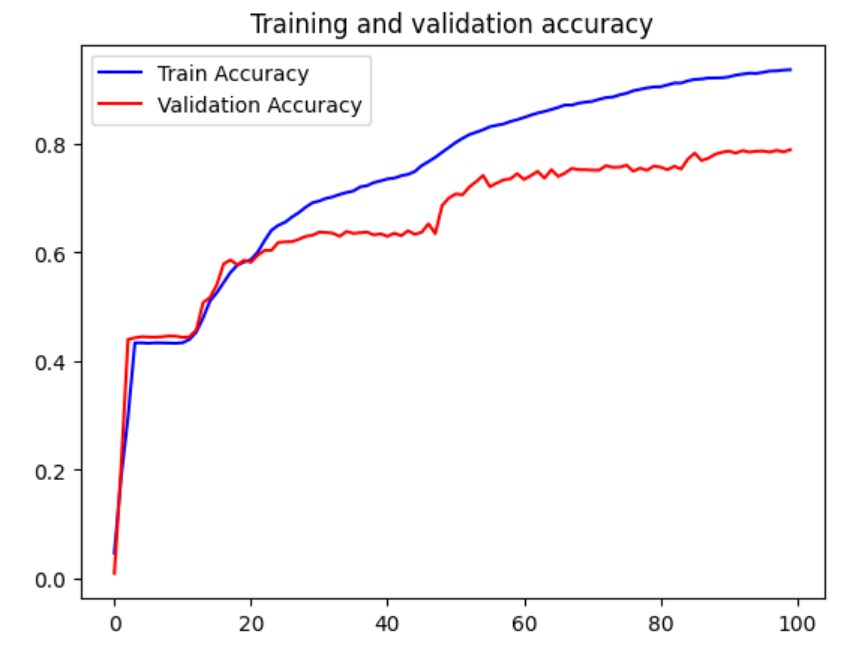 Training and validation accuracy
Train Accuracy
Validation Accuracy
0.8
0.6
0.4
0.2
0.0
0 20 40 60 80 100